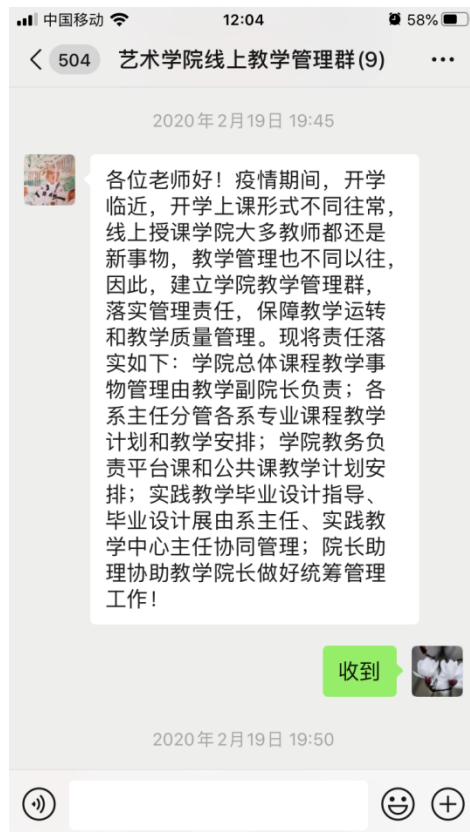 中国移动 12:04 58%
504 艺术学院线上教学管理群(9)
2020年2月19日 19:45
各位老师好！疫情期间，开学
临近，开学上课形式不同往常，
线上授课学院大多教师都还是
新事物，教学管理也不同以往，
因此，建立学院教学管理群，
落实管理责任，保障教学运转
和教学质量管理。现将责任落
实如下：学院总体课程教学事
物管理由教学副院长负责；各
系主任分管各系专业课程教学
计划和教学安排；学院教务负
责平台课和公共课教学计划安
排；实践教学毕业设计指导、
毕业设计展由系主任、实践教
学中心主任协同管理；院长助
理协助教学院长做好统筹管理
工作！
收到
2020年2月19日 19:50